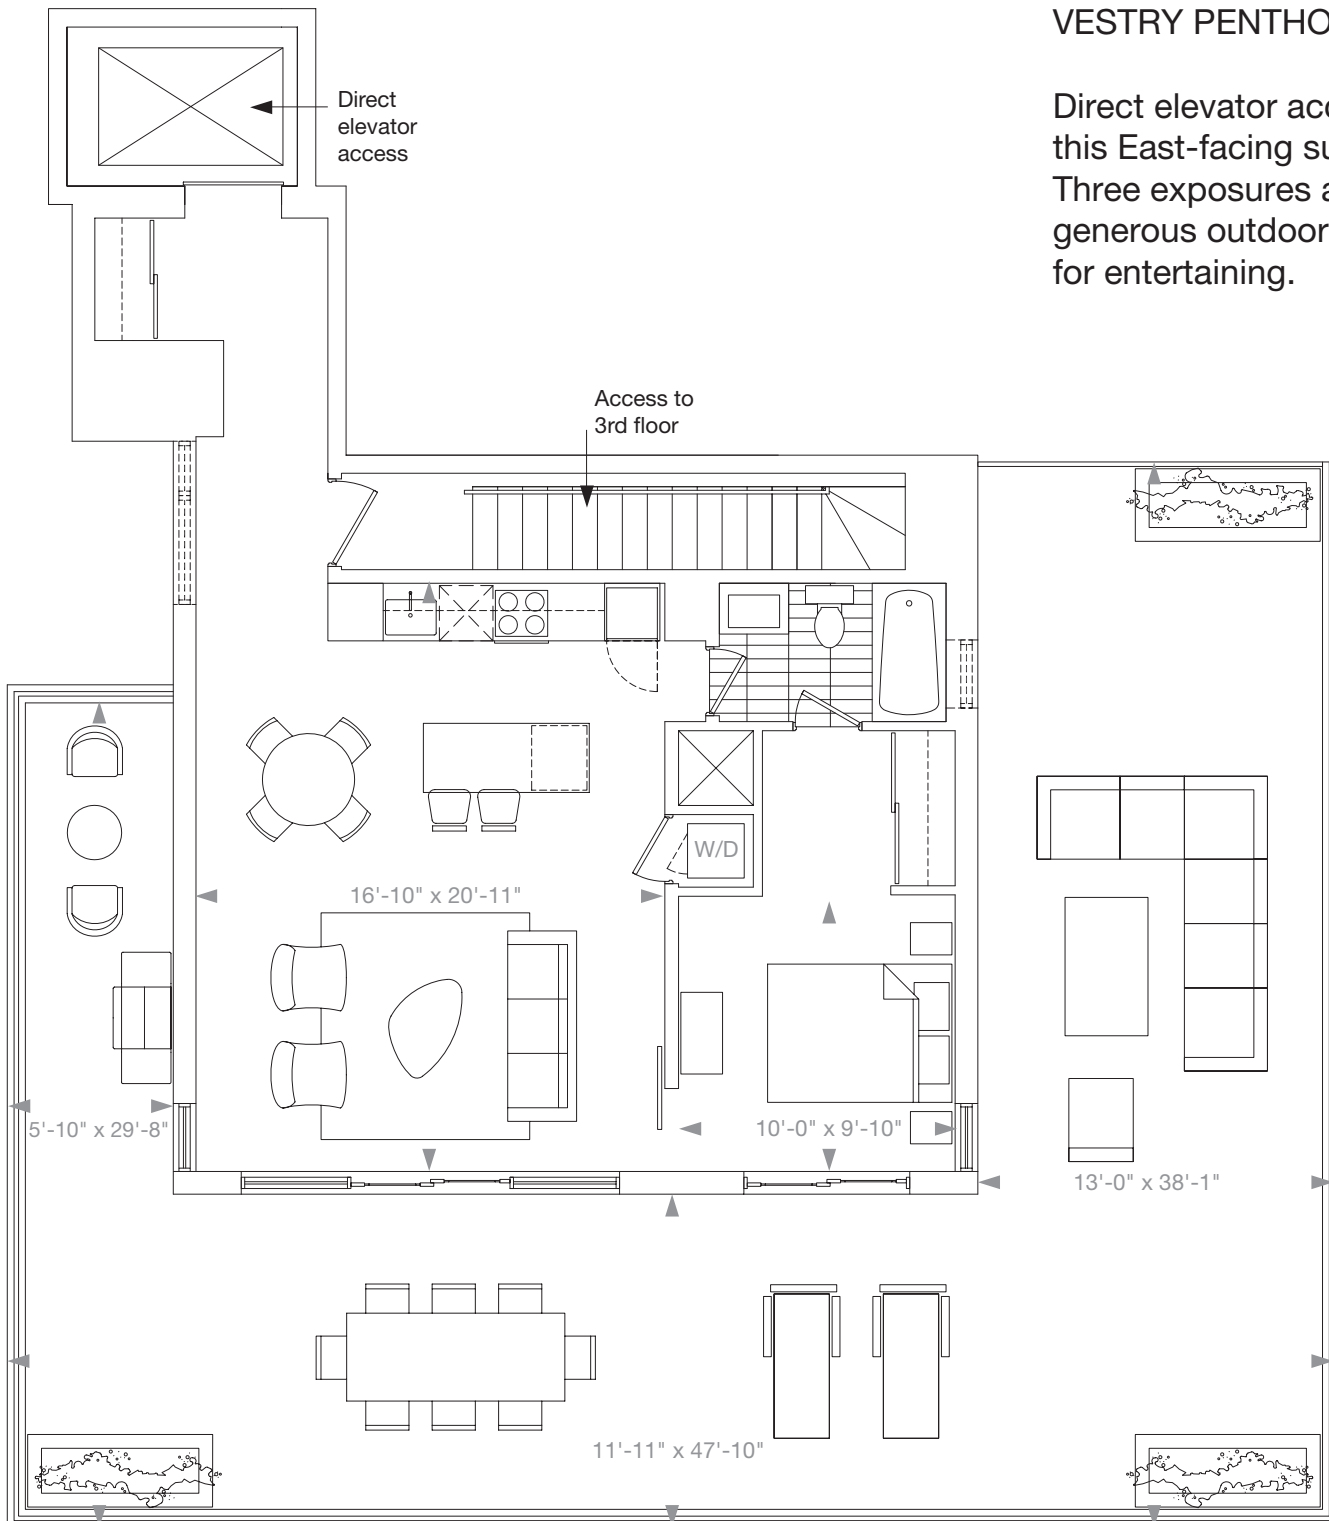 VESTRY PENTHO
Direct elevator acc
this East-facing su
Three exposures a
generous outdoor
for entertaining.
Direct
elevator
access
Access to
3rd floor
W/D
16'-10" x 20'-11"
5'-10" x 29'-8"
10'-0" x 9'-10"
13'-0" x 38'-1"
11'-11" x 47'-10"